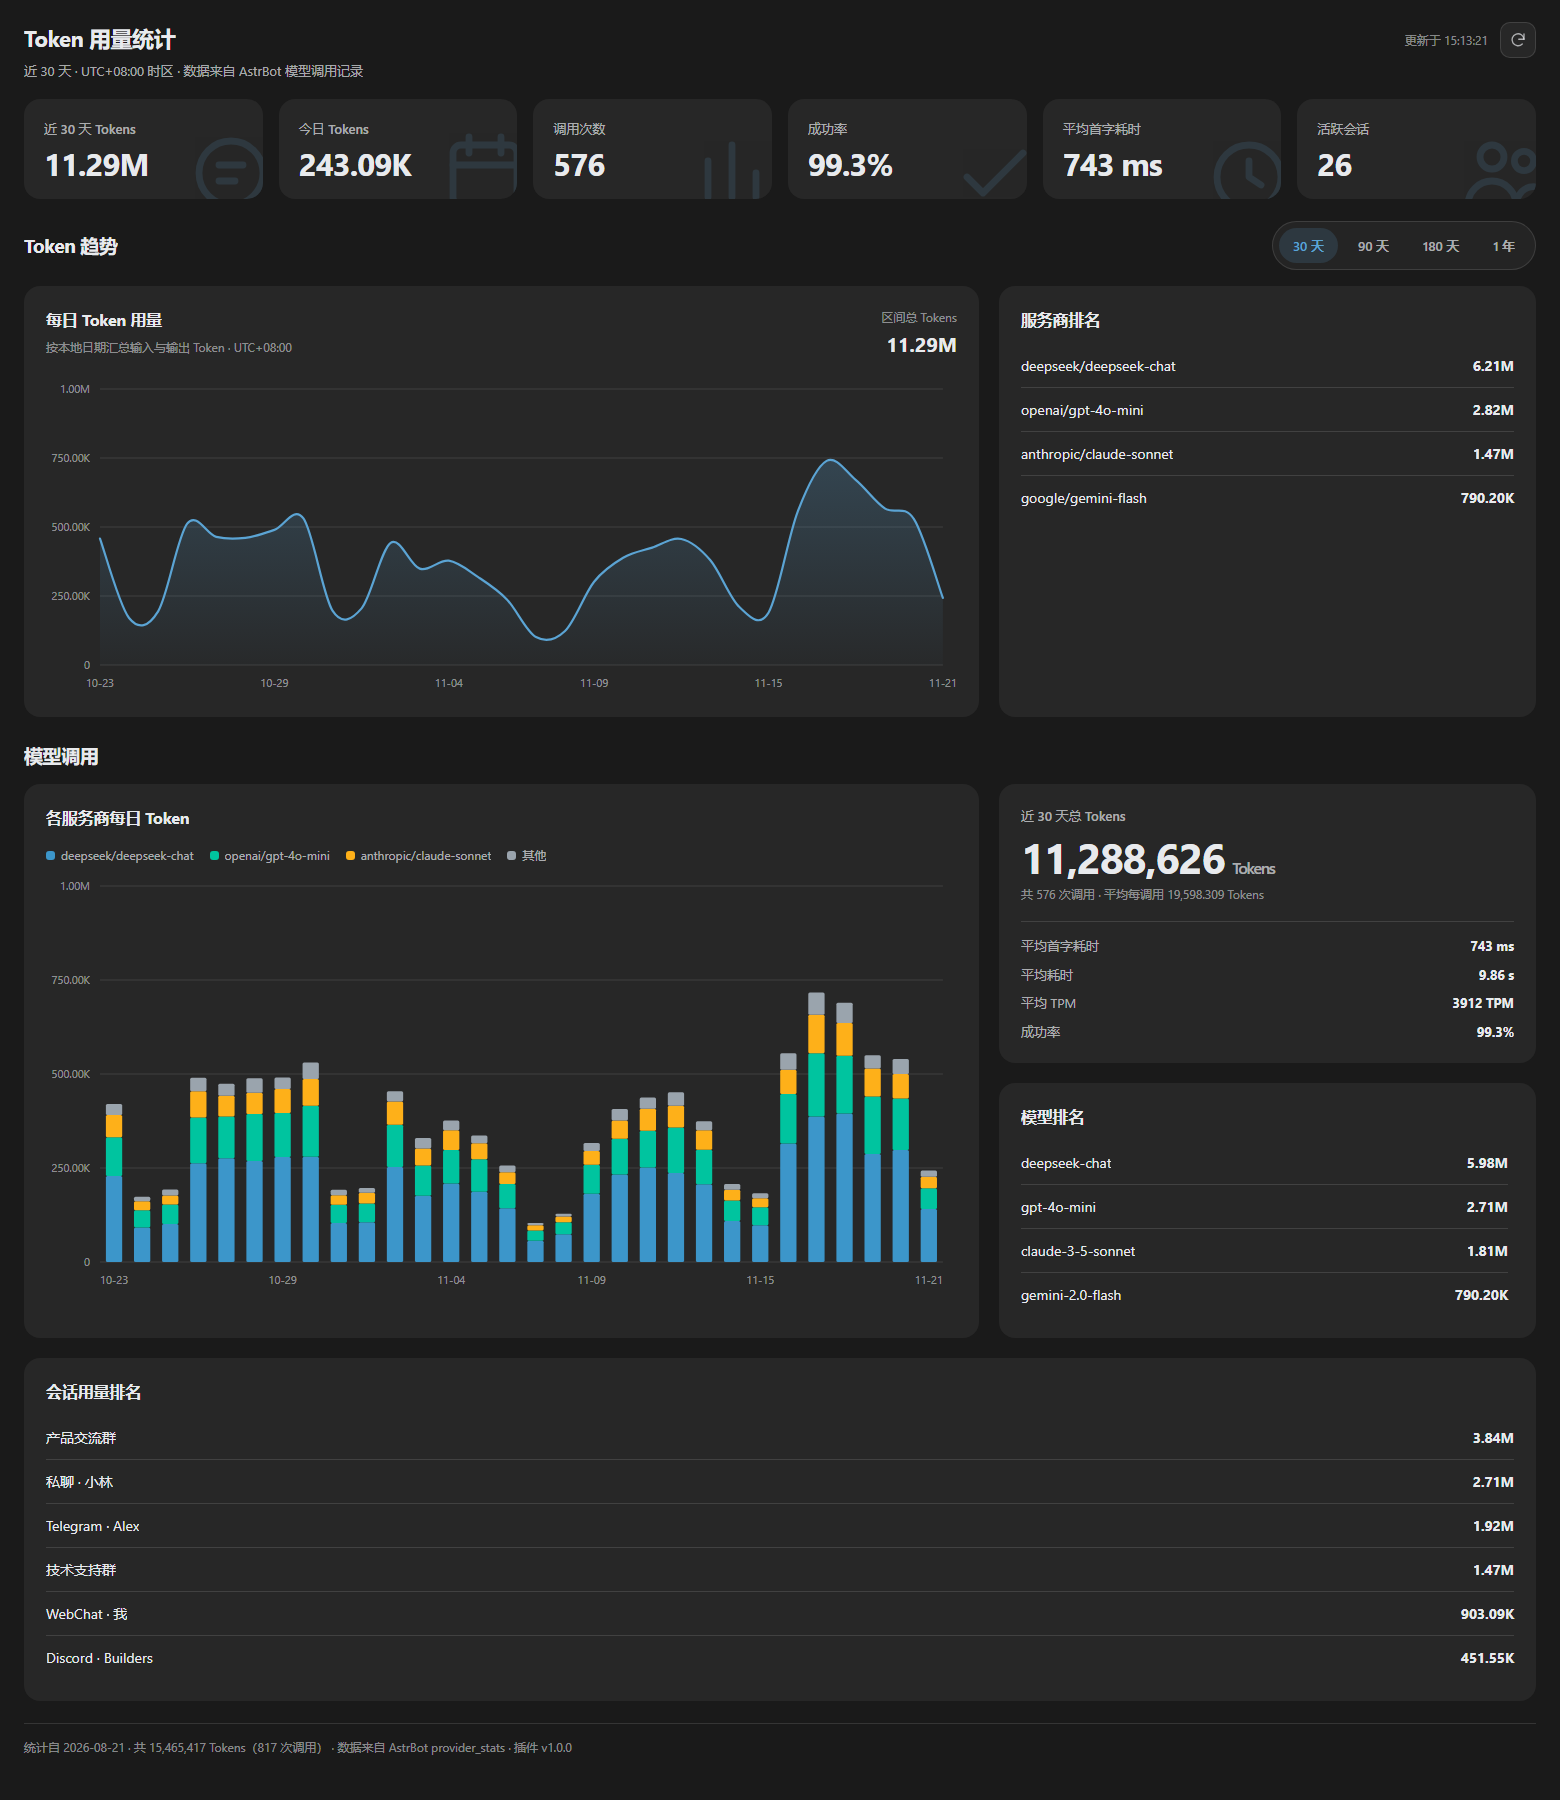 Token 用量统计
近 30 天 · UTC+08:00 时区 · 数据来自 AstrBot 模型调用记录
更新于 15:13:21
近 30 天 Tokens
11.29M
今日 Tokens
243.09K
调用次数
576
成功率
99.3%
平均首字耗时
743 ms
活跃会话
26
Token 趋势
30 天
90 天
180 天
1 年
每日 Token 用量
按本地日期汇总输入与输出 Token · UTC+08:00
区间总 Tokens
11.29M
1.00M
750.00K
500.00K
250.00K
0
10-23
10-29
11-04
11-09
11-15
11-21
服务商排名
deepseek/deepseek-chat 6.21M
openai/gpt-4o-mini 2.82M
anthropic/claude-sonnet 1.47M
google/gemini-flash 790.20K
模型调用
各服务商每日 Token
deepseek/deepseek-chat
openai/gpt-4o-mini
anthropic/claude-sonnet
其他
1.00M
750.00K
500.00K
250.00K
0
10-23
10-29
11-04
11-09
11-15
11-21
近 30 天总 Tokens
11,288,626 Tokens
共 576 次调用 · 平均每调用 19,598.309 Tokens
平均首字耗时 743 ms
平均耗时 9.86 s
平均 TPM 3912 TPM
成功率 99.3%
模型排名
deepseek-chat 5.98M
gpt-4o-mini 2.71M
claude-3-5-sonnet 1.81M
gemini-2.0-flash 790.20K
会话用量排名
产品交流群 3.84M
私聊 · 小林 2.71M
Telegram · Alex 1.92M
技术支持群 1.47M
WebChat · 我 903.09K
Discord · Builders 451.55K
统计自 2026-08-21 · 共 15,465,417 Tokens（817 次调用） · 数据来自 AstrBot provider_stats · 插件 v1.0.0